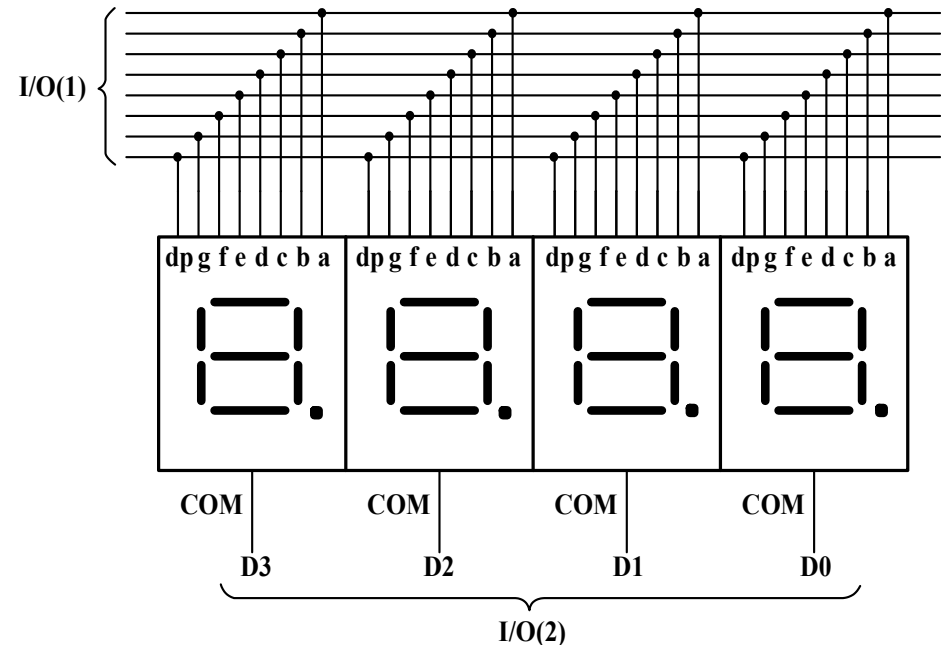 I/O(1)
dp g f e d c b a dp g f e d c b a dp g f e d c b a dp g f e d c b a
COM COM COM COM
D3 D2 D1 D0
I/O(2)